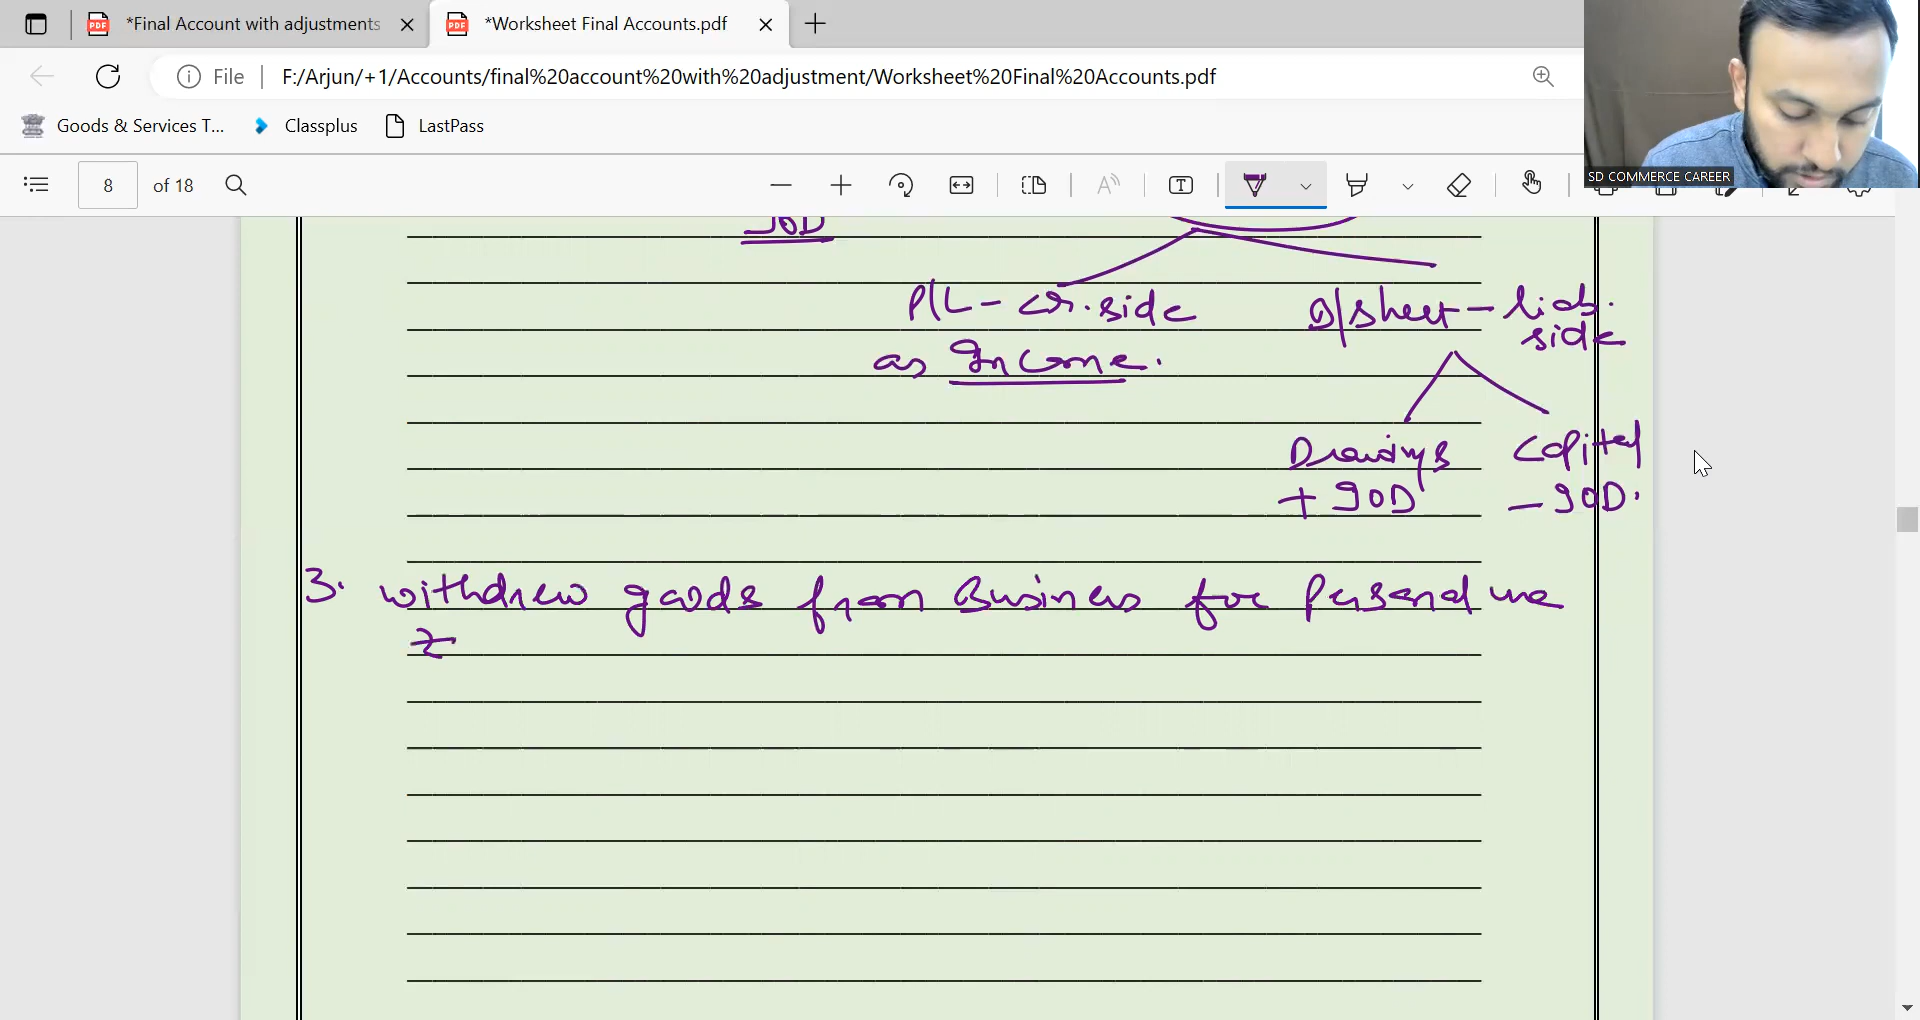 *Final Account with adjustments
*Worksheet Final Accounts.pdf
File
F:/Arjun/+1/Accounts/final%20account%20with%20adjustment/Worksheet%20Final%20Accounts.pdf
Goods & Services T...
Classplus
LastPass
SD COMMERCE CAREER
8 of 18
IOD
P/L - cr. side
as Income.
B/sheet - liab.
side
Drawings
+ IOD
Capital
- IOD.
3. withdrew goods from Business for Personal use
₹